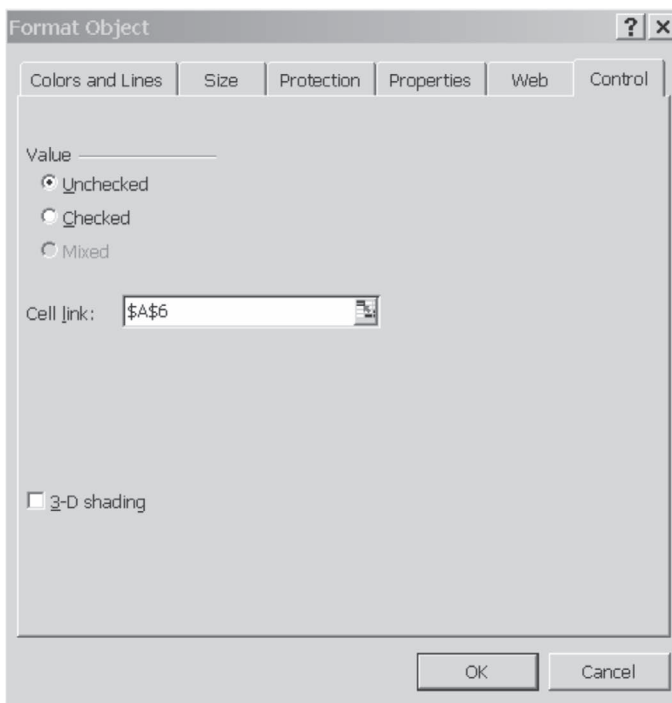 Format Object
Colors and Lines Size Protection Properties Web Control
Value
Unchecked
Checked
Mixed
Cell link: $A$6
3-D shading
OK Cancel